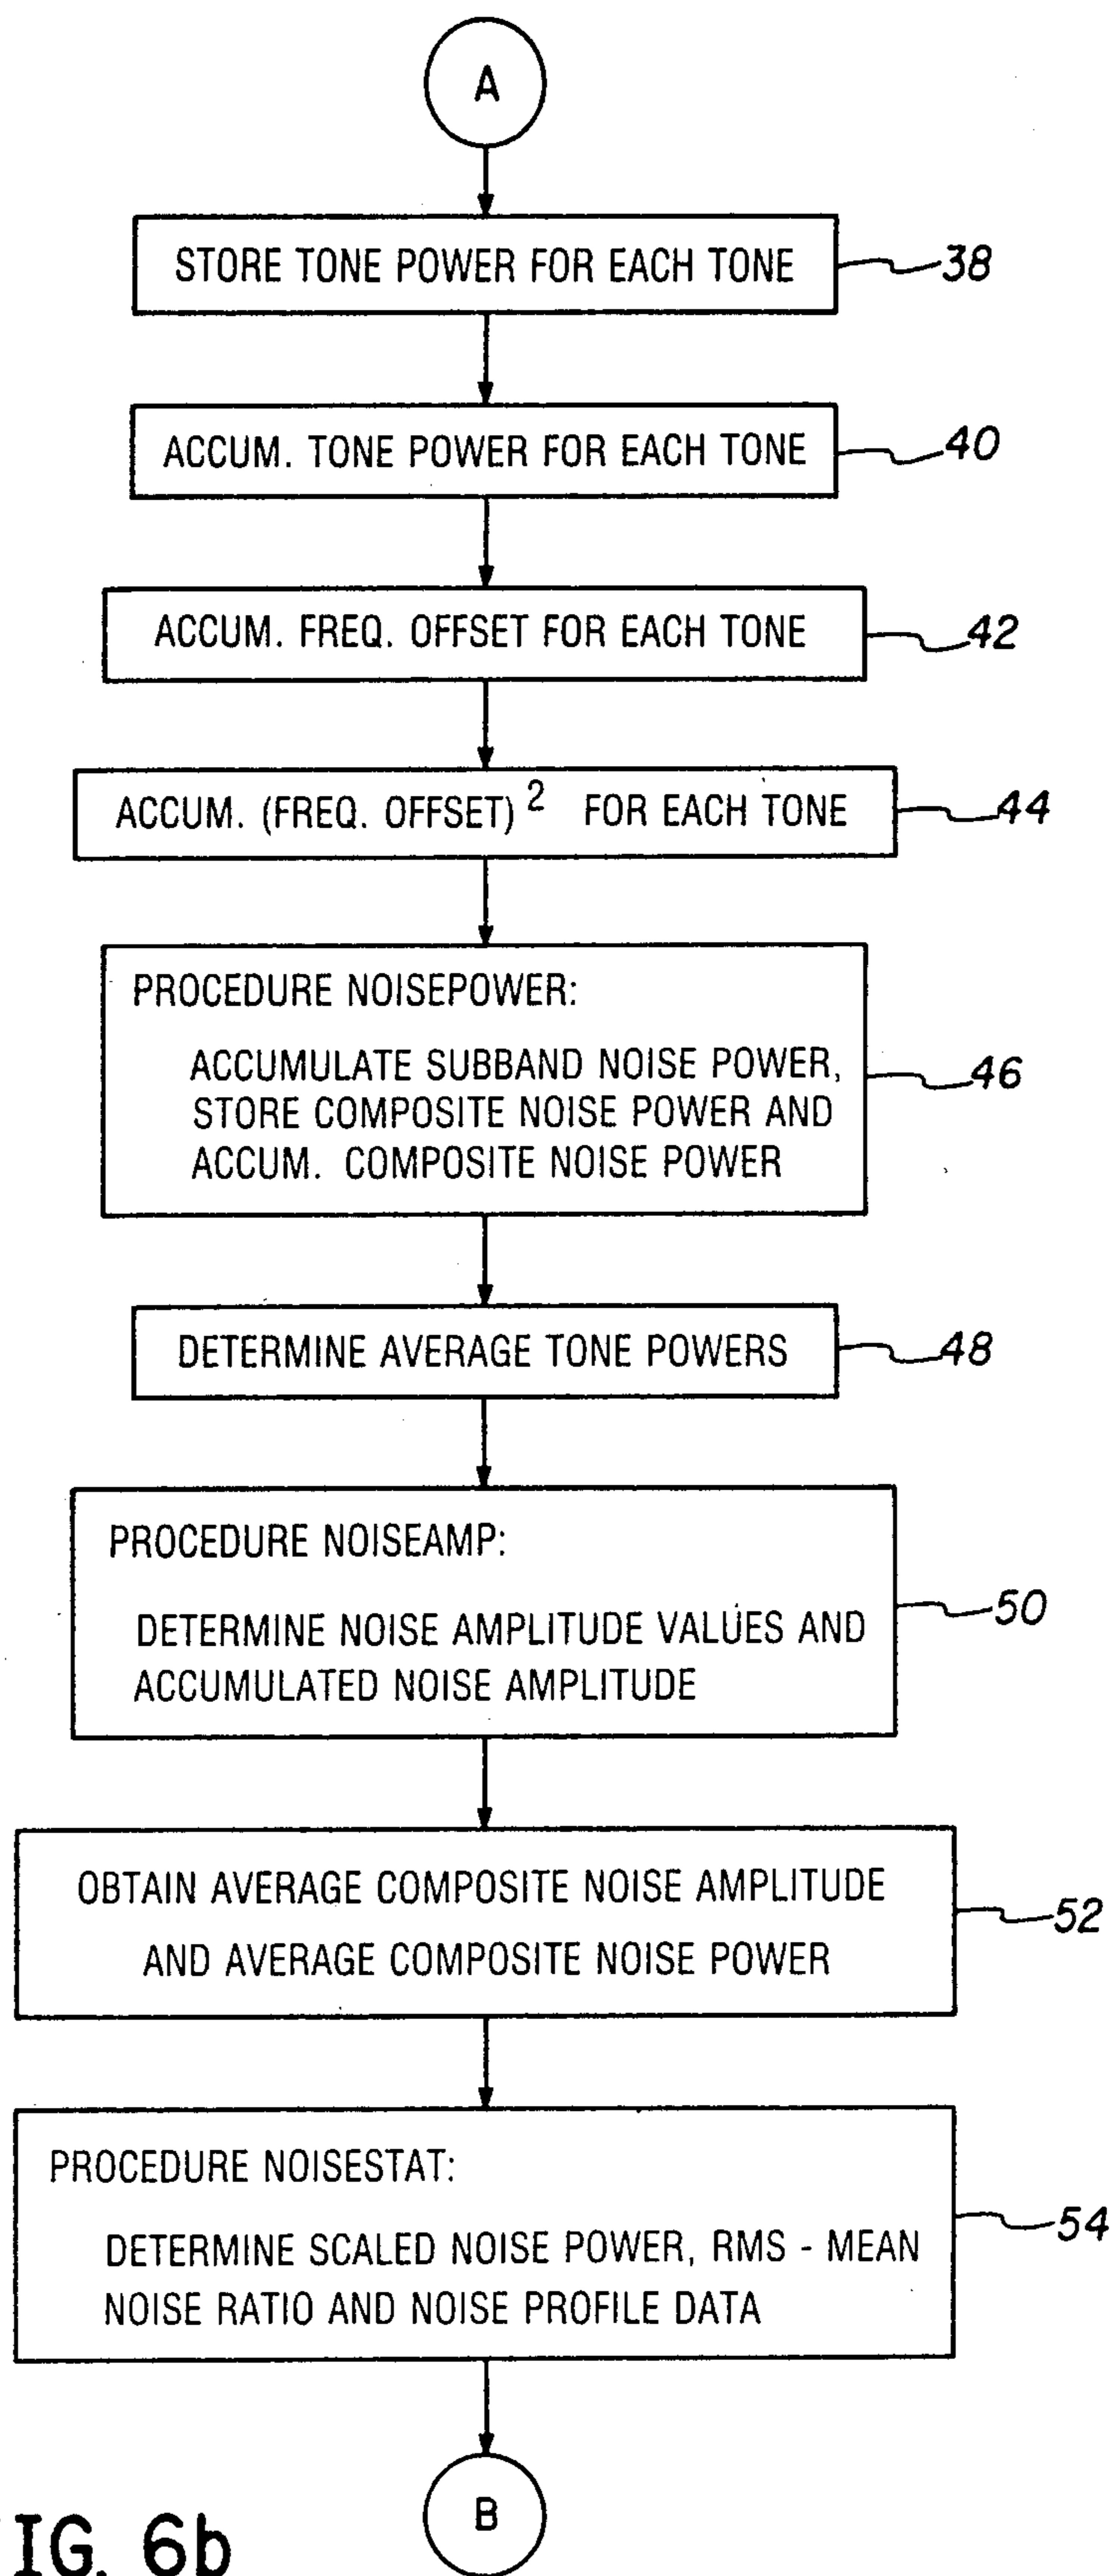 A
STORE TONE POWER FOR EACH TONE
38
ACCUM. TONE POWER FOR EACH TONE
40
ACCUM. FREQ. OFFSET FOR EACH TONE
42
ACCUM. (FREQ. OFFSET) 2 FOR EACH TONE
44
PROCEDURE NOISEPOWER:
ACCUMULATE SUBBAND NOISE POWER,
STORE COMPOSITE NOISE POWER AND
ACCUM. COMPOSITE NOISE POWER
46
DETERMINE AVERAGE TONE POWERS
48
PROCEDURE NOISEAMP:
DETERMINE NOISE AMPLITUDE VALUES AND
ACCUMULATED NOISE AMPLITUDE
50
OBTAIN AVERAGE COMPOSITE NOISE AMPLITUDE
AND AVERAGE COMPOSITE NOISE POWER
52
PROCEDURE NOISESTAT:
DETERMINE SCALED NOISE POWER, RMS - MEAN
NOISE RATIO AND NOISE PROFILE DATA
54
B
IG. 6b